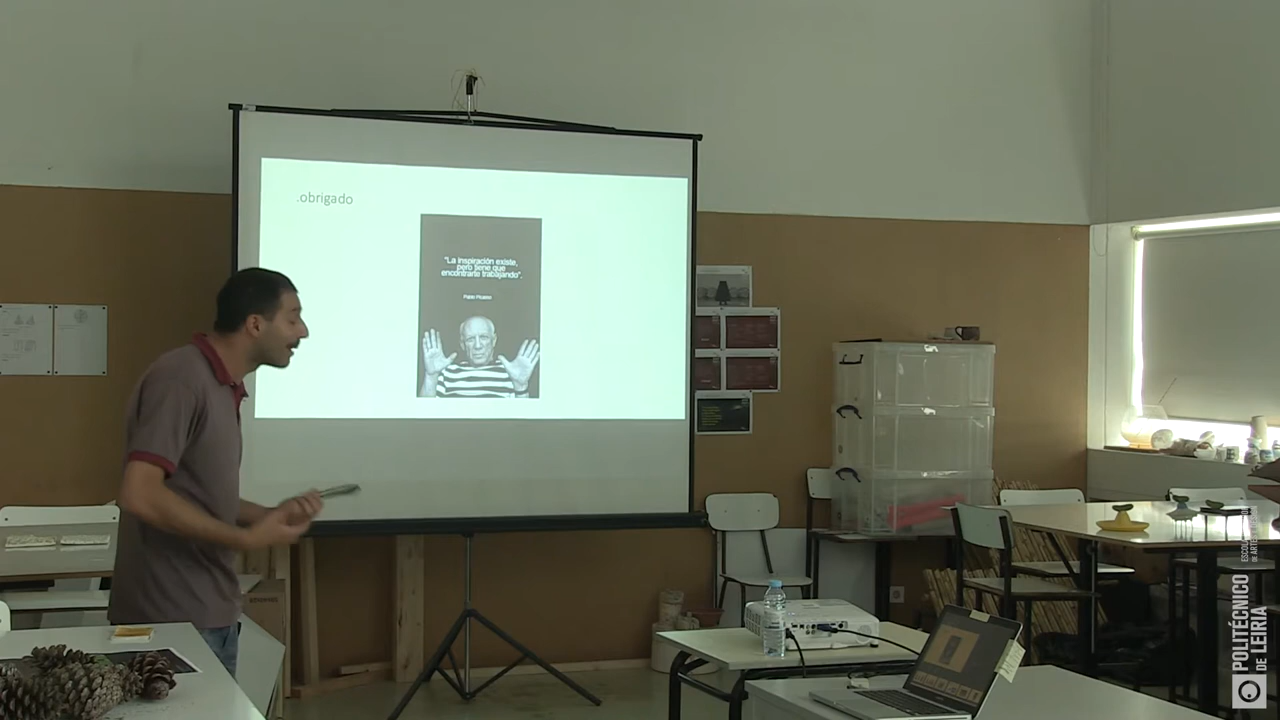 .obrigado
"La inspiración existe,
pero tiene que
encontrarte trabajando".
Pablo Picasso
POLITÉCNICO
DE LEIRIA